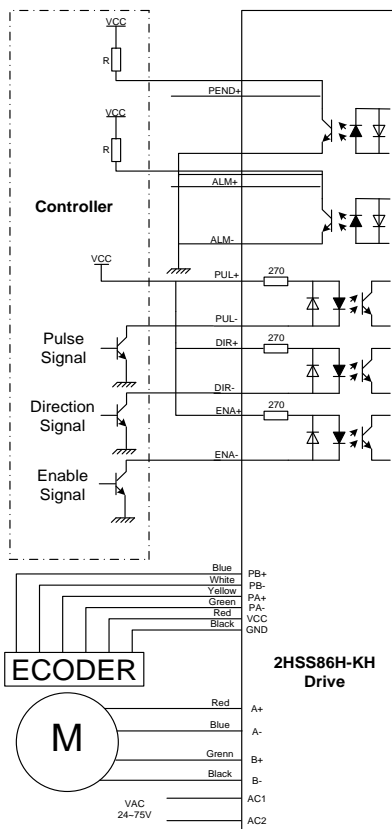 VCC
R
PEND+
VCC
R
ALM+
Controller
ALM-
VCC
PUL+
270
PUL-
Pulse
Signal
DIR+
270
DIR-
Direction
Signal
ENA+
270
ENA-
Enable
Signal
Blue
PB+
White
PB-
Yellow
PA+
Green
PA-
Red
VCC
Black
GND
ECODER
2HSS86H-KH
Drive
M
Red
A+
Blue
A-
Grenn
B+
Black
B-
VAC
24~75V
AC1
AC2